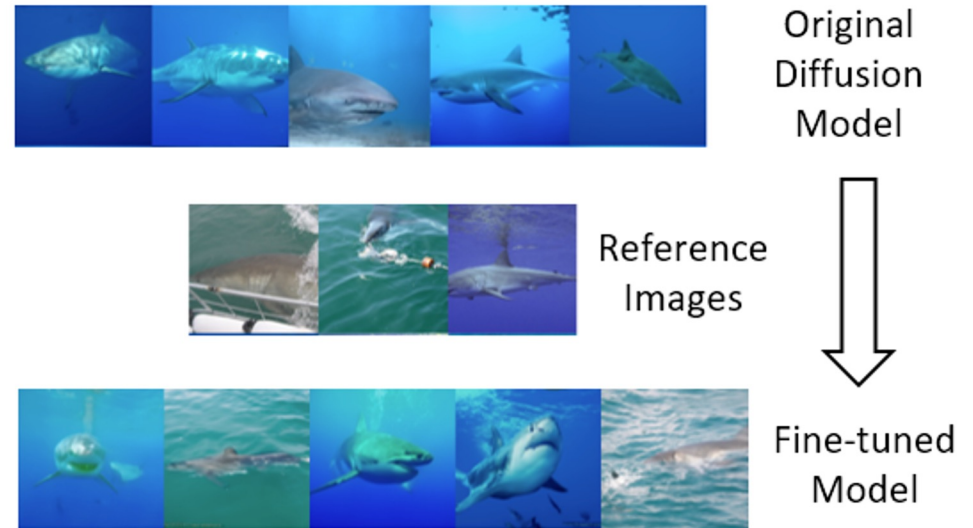 Original
Diffusion
Model
Reference
Images
Fine-tuned
Model